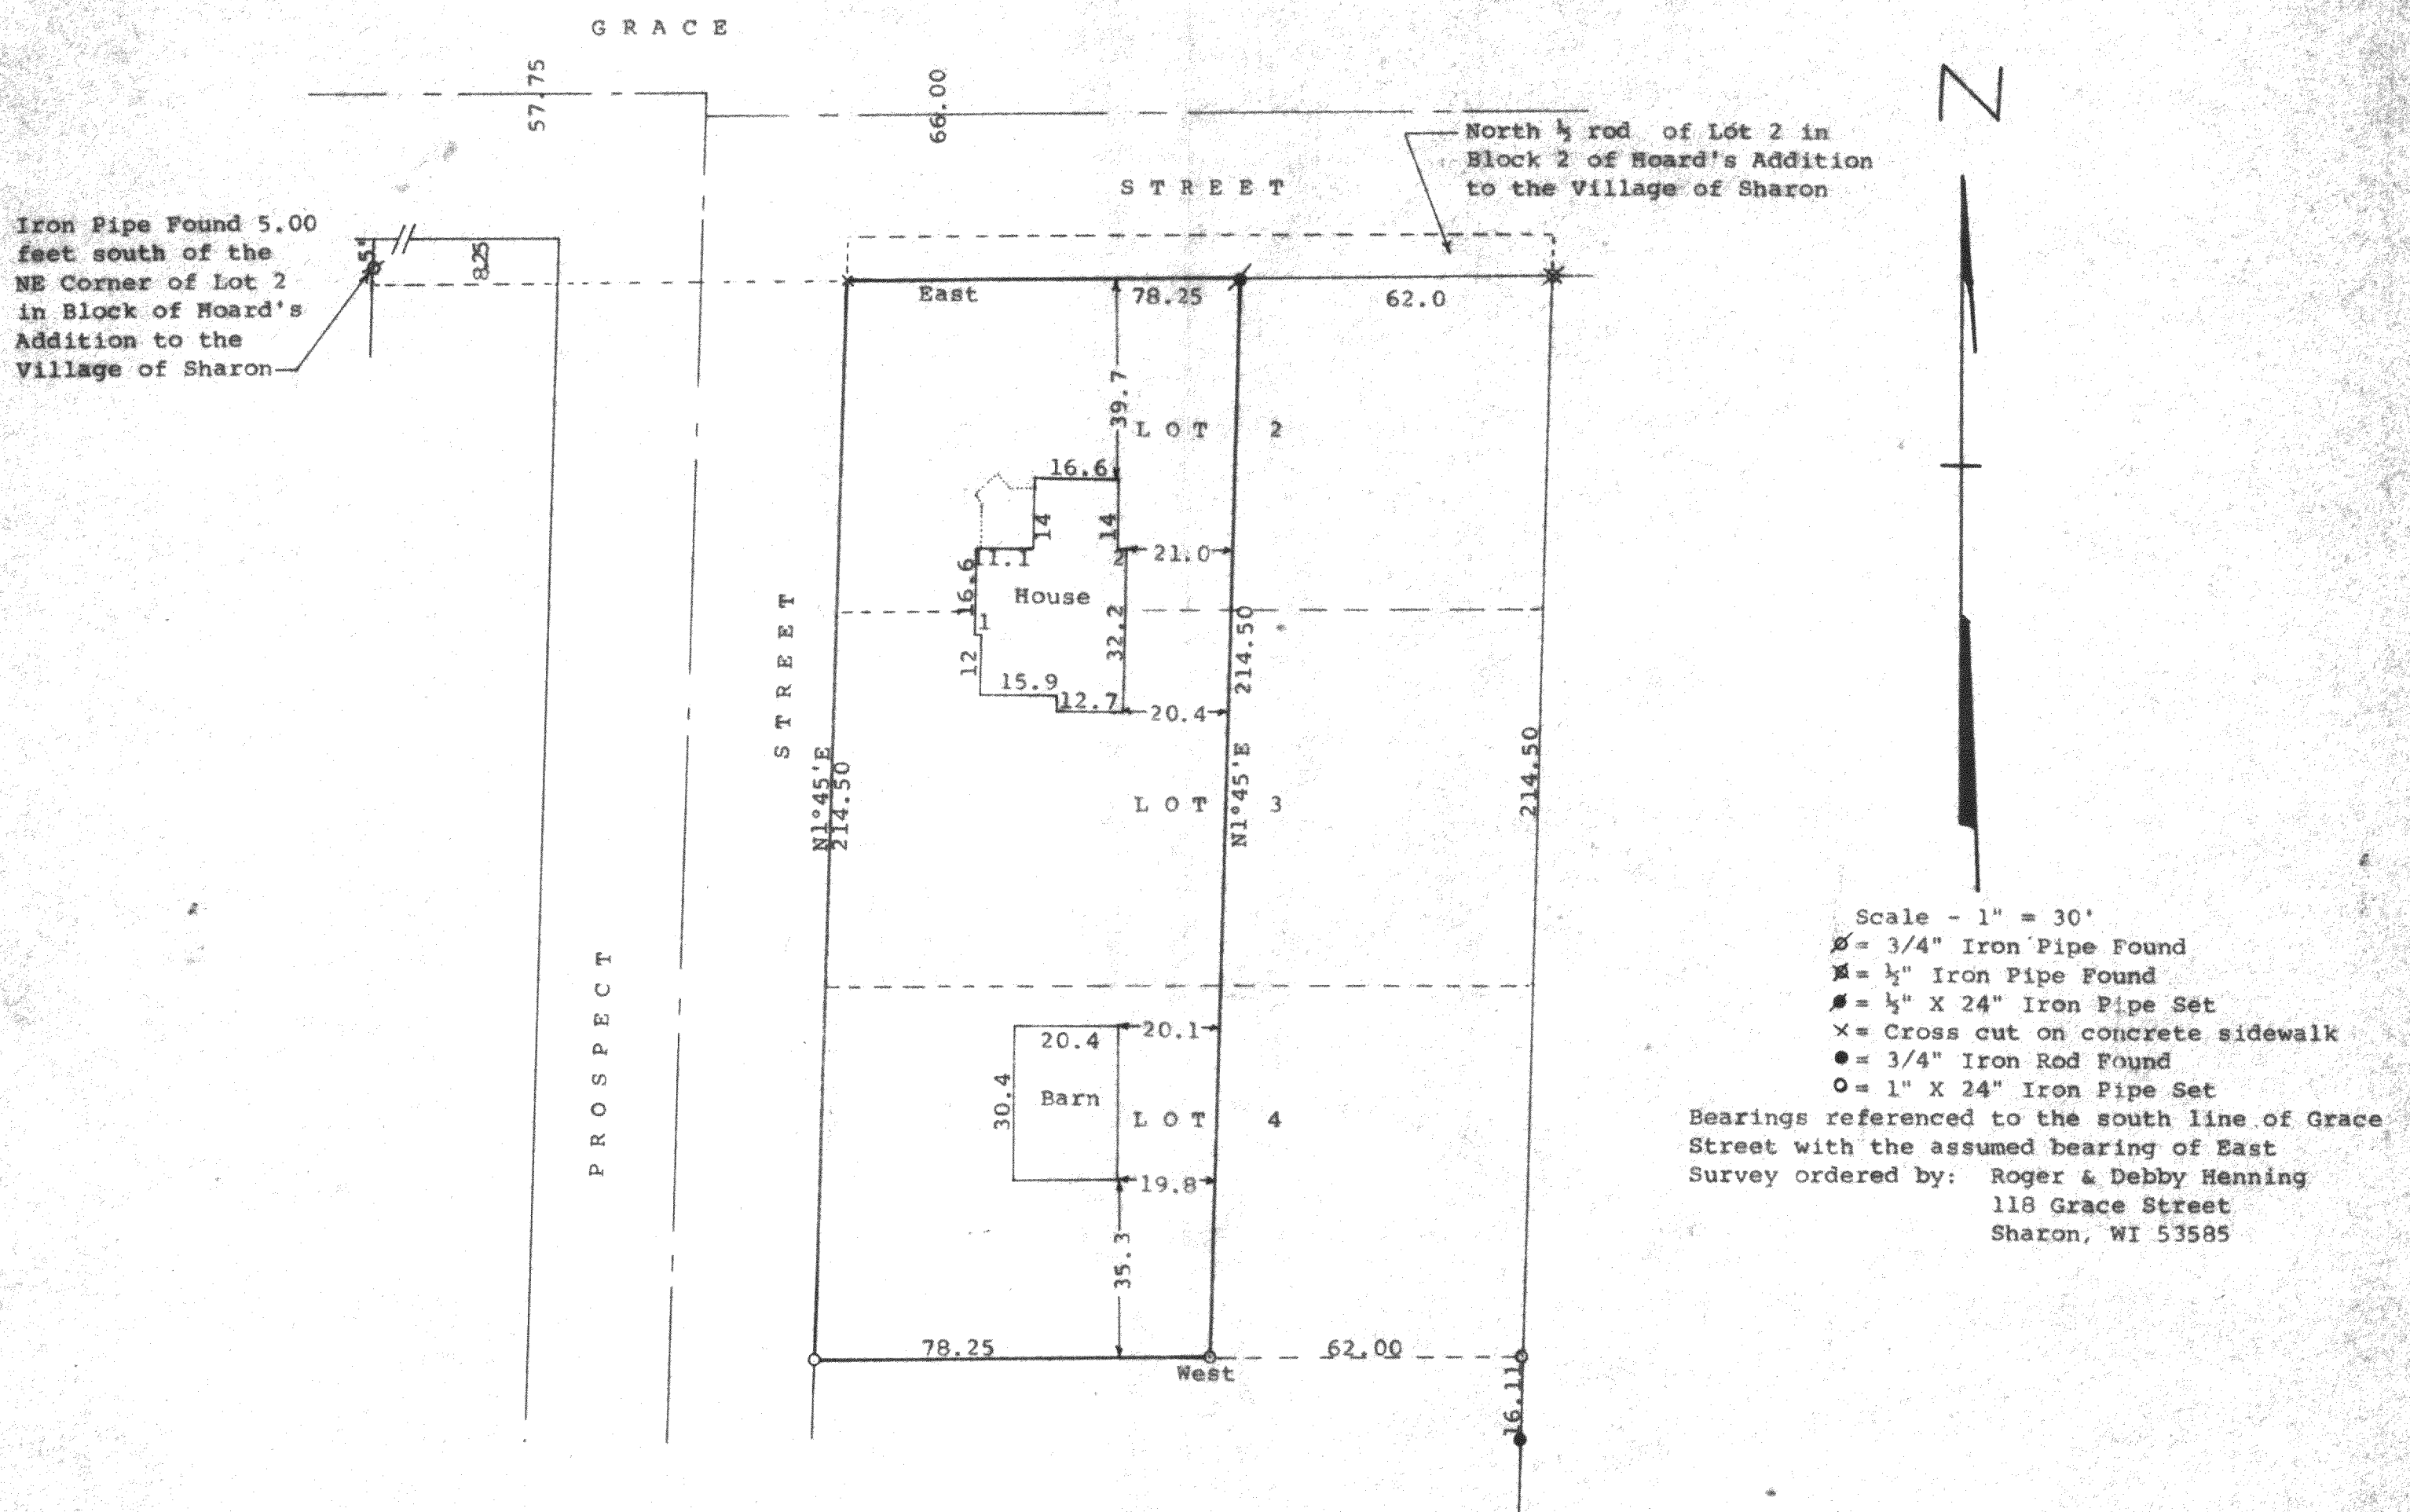 GRACE
57.75
66.00
North ½ rod of Lot 2 in
Block 2 of Hoard's Addition
to the Village of Sharon
STREET
Iron Pipe Found 5.00
feet south of the
NE Corner of Lot 2
in Block of Hoard's
Addition to the
Village of Sharon
5'
8.25
East
78.25
62.0
39.7
LOT 2
16.6
14
14
11.1
2
21.0
16.6
House
1
32.2
12
15.9
12.7
20.4
214.50
STREET
N1°45'E
214.50
N1°45'E
214.50
LOT 3
PROSPECT
20.4
20.1
30.4
Barn
LOT 4
19.8
35.3
78.25
62.00
West
16.11
N
Scale - 1" = 30'
= 3/4" Iron Pipe Found
= ½" Iron Pipe Found
= ½" X 24" Iron Pipe Set
×= Cross cut on concrete sidewalk
●= 3/4" Iron Rod Found
○= 1" X 24" Iron Pipe Set
Bearings referenced to the south line of Grace
Street with the assumed bearing of East
Survey ordered by: Roger & Debby Henning
118 Grace Street
Sharon, WI 53585